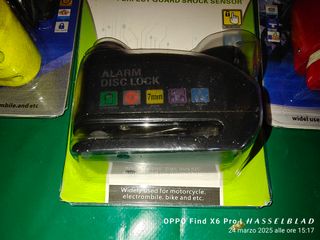 PERFECT GUARD SHOCK SENSOR
ALARM
DISC LOCK
7mm
mobile.and etc
widel use
Widely used for motorcycle,
electrombile, bike and etc.
OPPO Find X6 Pro | HASSELBLAD
24 marzo 2025 alle ore 15:17